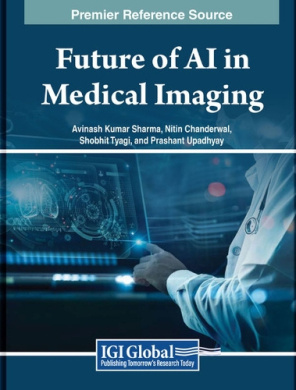 Premier Reference Source
Future of AI in
Medical Imaging
Avinash Kumar Sharma, Nitin Chanderwal,
Shobhit Tyagi, and Prashant Upadhyay
IGI Global
Publishing Tomorrow's Research Today